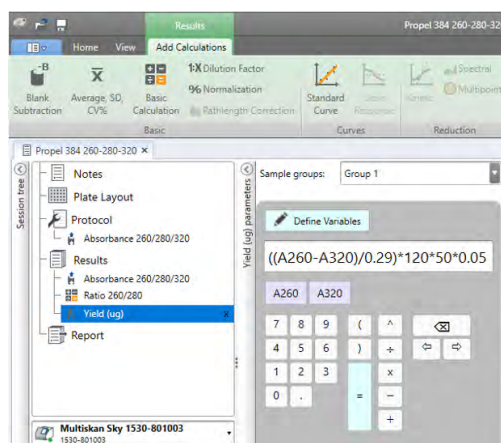 Results
Propel 384 260-280-320
Home View Add Calculations
Blank Subtraction
Average, SD, CV%
Basic Calculation
1:X Dilution Factor
% Normalization
Pathlength Correction
Basic
Standard Curve
Curves
Kinetic
Spectral
Multipoint
Reduction
Propel 384 260-280-320 ×
Session tree
Notes
Plate Layout
Protocol
Absorbance 260/280/320
Results
Absorbance 260/280/320
Ratio 260/280
Yield (ug) x
Report
Multiskan Sky 1530-801003
1530-801003
Yield (ug) parameters
Sample groups: Group 1
Define Variables
((A260-A320)/0.29)*120*50*0.05
A260 A320
7 8 9 ( ^
4 5 6 ) ÷
1 2 3 x
0 . = −
+